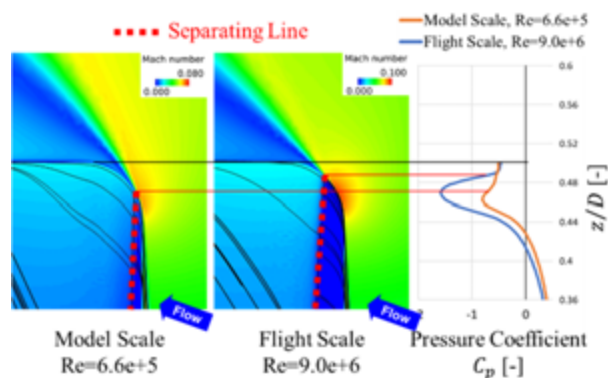 Separating Line
Model Scale, Re=6.6e+5
Flight Scale, Re=9.0e+6
Mach number
0.080
0.000
Mach number
0.100
0.000
0.6
0.56
0.52
0.48
0.44
0.4
0.36
z/D [-]
Flow
Flow
-1
0
Model Scale
Re=6.6e+5
Flight Scale
Re=9.0e+6
Pressure Coefficient
Cp [-]